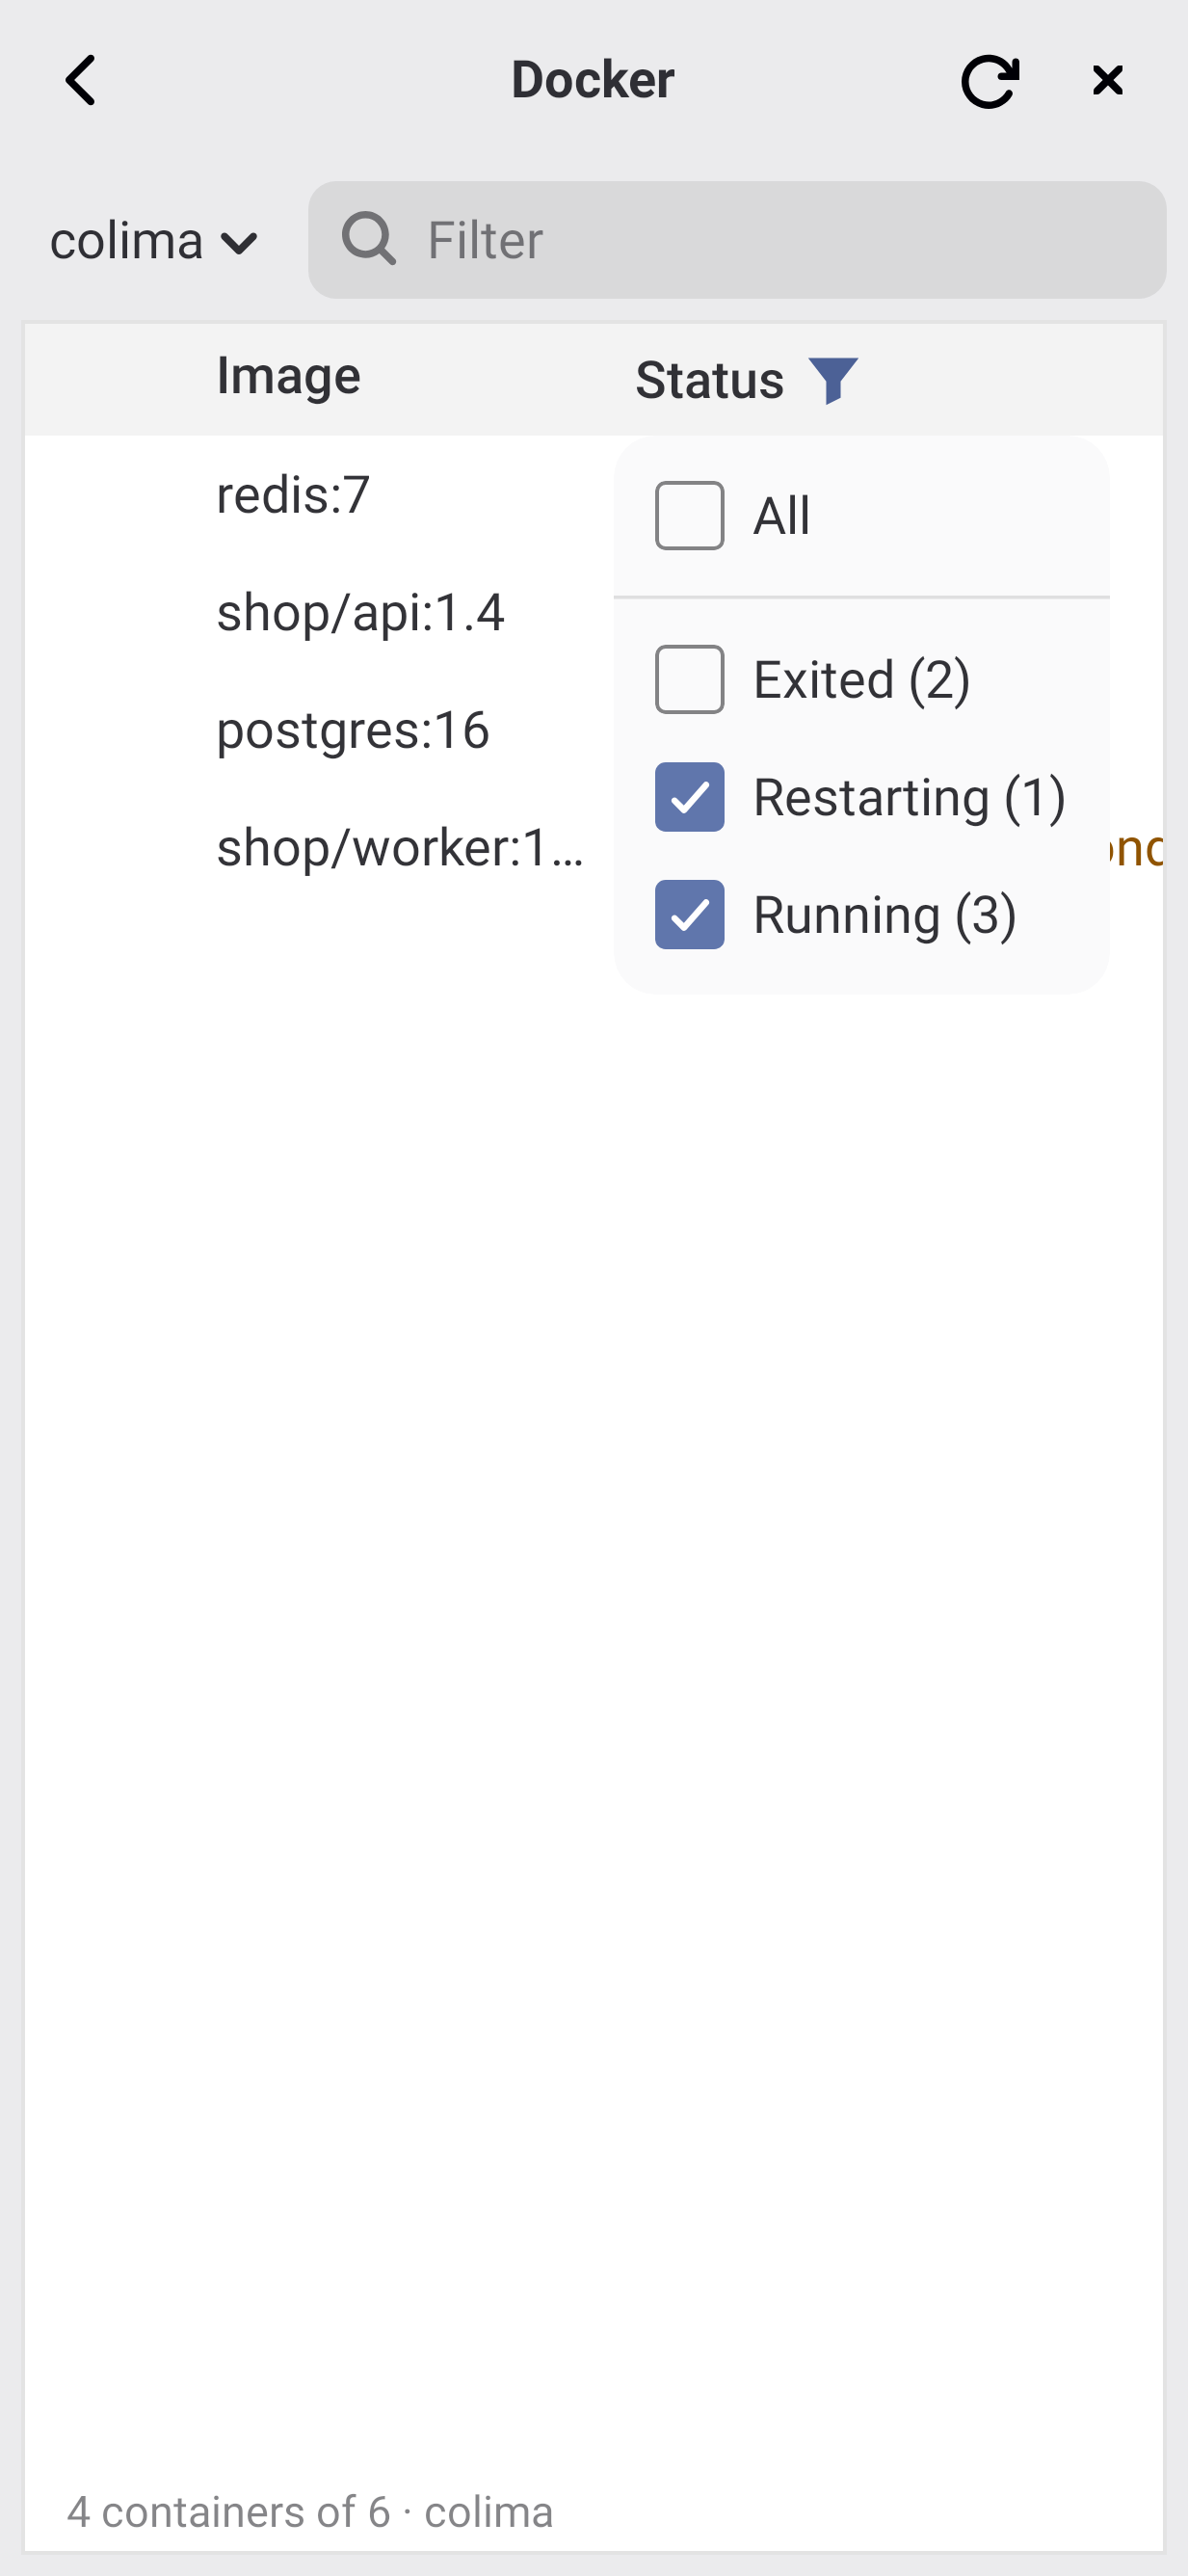 Docker
colima
Filter
Image
Status
redis:7
All
shop/api:1.4
Exited (2)
postgres:16
Restarting (1)
shop/worker:1…
Running (3)
4 containers of 6 · colima